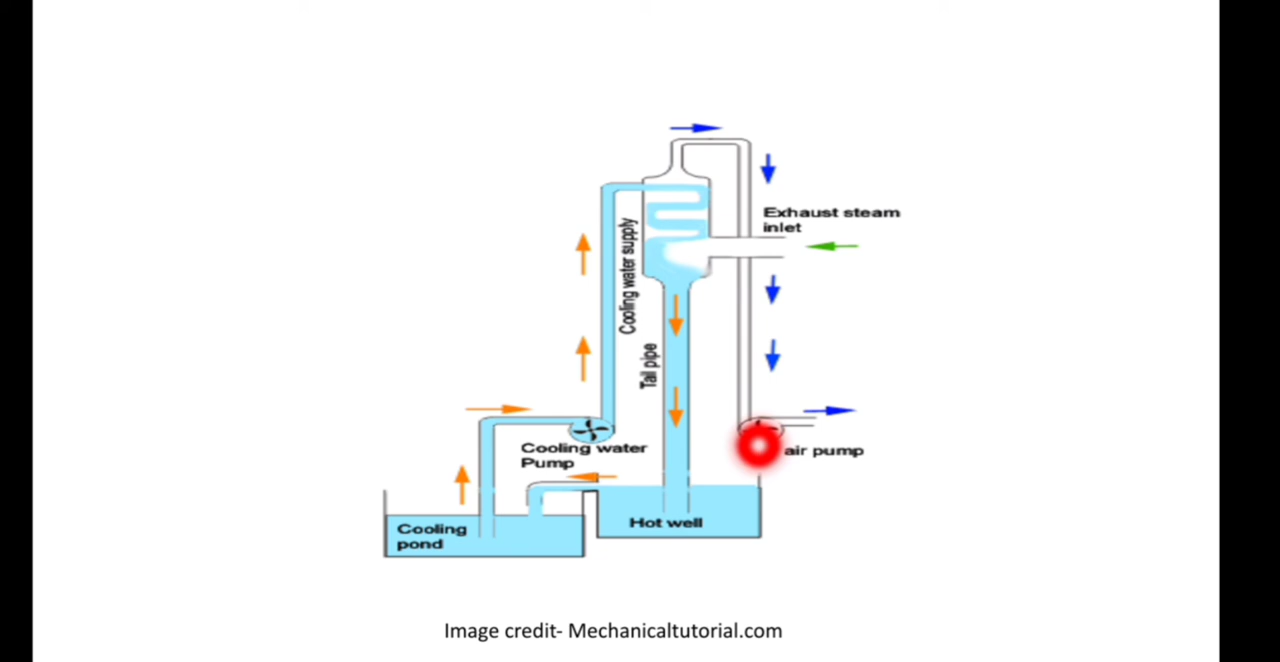 Exhaust steam
inlet
Cooling water supply
Tail pipe
Cooling water
Pump
air pump
Hot well
Cooling
pond
Image credit- Mechanicaltutorial.com